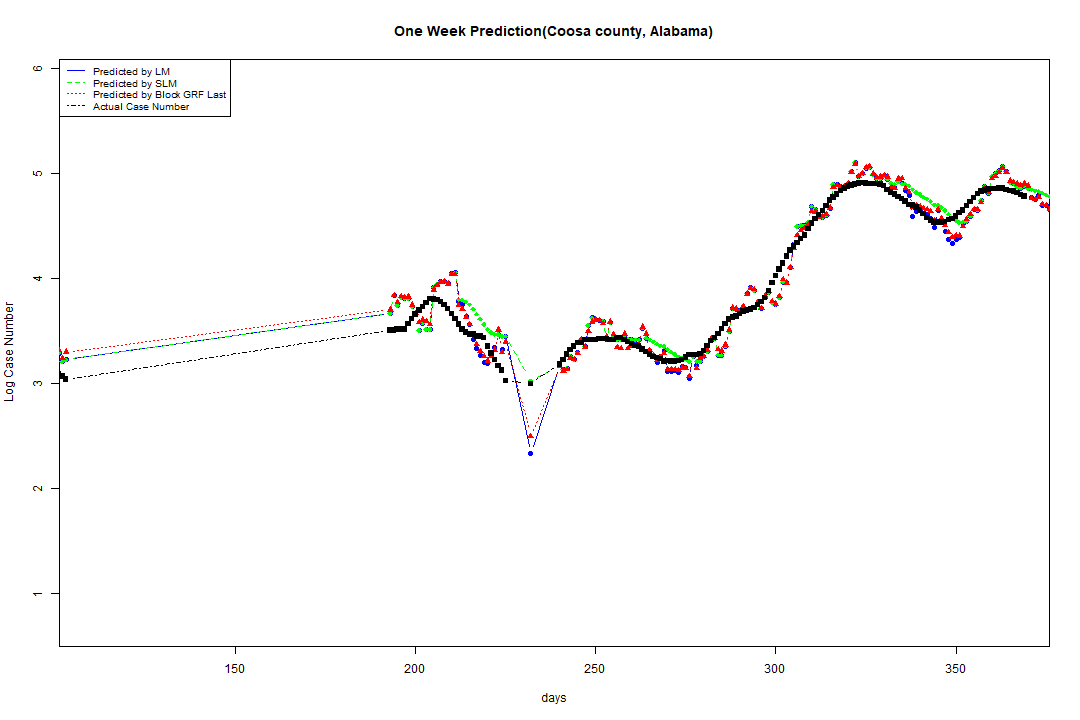 One Week Prediction(Coosa county, Alabama)
Predicted by LM
Predicted by SLM
Predicted by Block GRF Last
Actual Case Number
6
5
4
3
2
1
Log Case Number
150
200
250
300
350
days